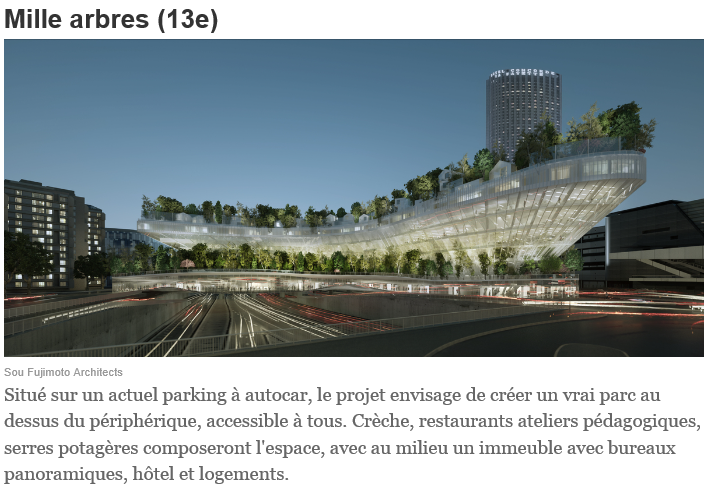 Mille arbres (13e)
Sou Fujimoto Architects
Situé sur un actuel parking à autocar, le projet envisage de créer un vrai parc au
dessus du périphérique, accessible à tous. Crèche, restaurants ateliers pédagogiques,
serres potagères composeront l'espace, avec au milieu un immeuble avec bureaux
panoramiques, hôtel et logements.